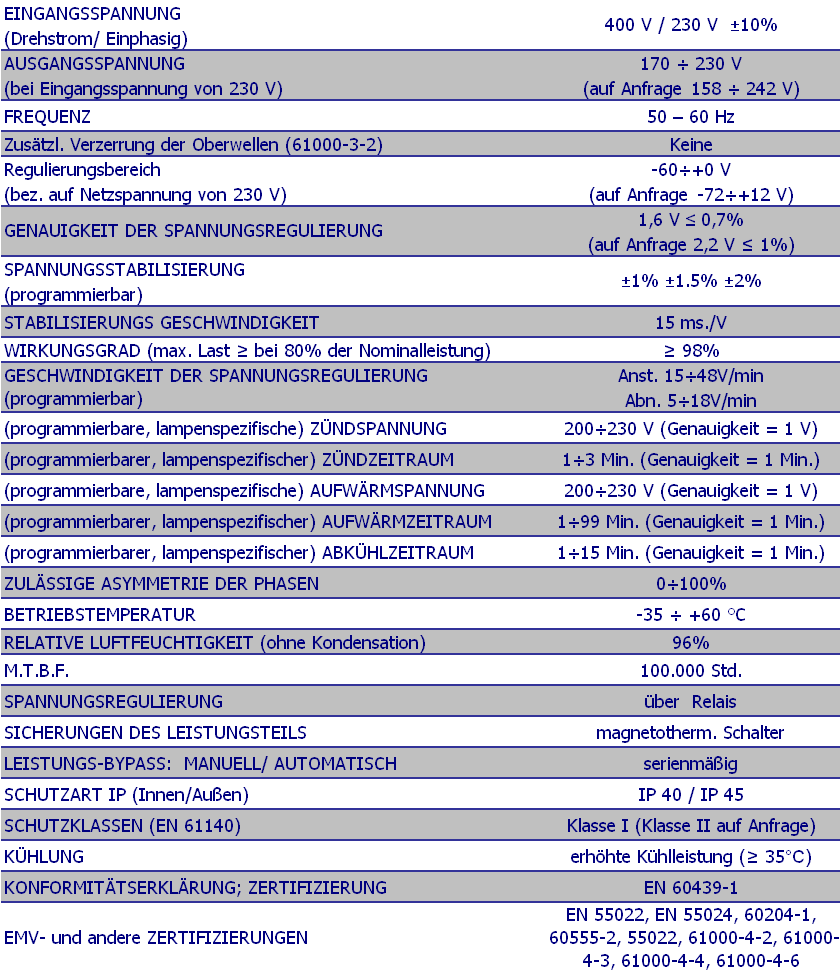 EINGANGSSPANNUNG
(Drehstrom/ Einphasig)
400 V / 230 V ±10%
AUSGANGSSPANNUNG
(bei Eingangsspannung von 230 V)
170 ÷ 230 V
(auf Anfrage 158 ÷ 242 V)
FREQUENZ
50 – 60 Hz
Zusätzl. Verzerrung der Oberwellen (61000-3-2)
Keine
Regulierungsbereich
(bez. auf Netzspannung von 230 V)
-60÷+0 V
(auf Anfrage -72÷+12 V)
GENAUIGKEIT DER SPANNUNGSREGULIERUNG
1,6 V ≤ 0,7%
(auf Anfrage 2,2 V ≤ 1%)
SPANNUNGSSTABILISIERUNG
(programmierbar)
±1% ±1.5% ±2%
STABILISIERUNGS GESCHWINDIGKEIT
15 ms./V
WIRKUNGSGRAD (max. Last ≥ bei 80% der Nominalleistung)
≥ 98%
GESCHWINDIGKEIT DER SPANNUNGSREGULIERUNG
(programmierbar)
Anst. 15÷48V/min
Abn. 5÷18V/min
(programmierbare, lampenspezifische) ZÜNDSPANNUNG
200÷230 V (Genauigkeit = 1 V)
(programmierbarer, lampenspezifischer) ZÜNDZEITRAUM
1÷3 Min. (Genauigkeit = 1 Min.)
(programmierbare, lampenspezifische) AUFWÄRMSPANNUNG
200÷230 V (Genauigkeit = 1 V)
(programmierbarer, lampenspezifischer) AUFWÄRMZEITRAUM
1÷99 Min. (Genauigkeit = 1 Min.)
(programmierbarer, lampenspezifischer) ABKÜHLZEITRAUM
1÷15 Min. (Genauigkeit = 1 Min.)
ZULÄSSIGE ASYMMETRIE DER PHASEN
0÷100%
BETRIEBSTEMPERATUR
-35 ÷ +60 °C
RELATIVE LUFTFEUCHTIGKEIT (ohne Kondensation)
96%
M.T.B.F.
100.000 Std.
SPANNUNGSREGULIERUNG
über Relais
SICHERUNGEN DES LEISTUNGSTEILS
magnetotherm. Schalter
LEISTUNGS-BYPASS: MANUELL/ AUTOMATISCH
serienmäßig
SCHUTZART IP (Innen/Außen)
IP 40 / IP 45
SCHUTZKLASSEN (EN 61140)
Klasse I (Klasse II auf Anfrage)
KÜHLUNG
erhöhte Kühlleistung (≥ 35°C)
KONFORMITÄTSERKLÄRUNG; ZERTIFIZIERUNG
EN 60439-1
EMV- und andere ZERTIFIZIERUNGEN
EN 55022, EN 55024, 60204-1,
60555-2, 55022, 61000-4-2, 61000-
4-3, 61000-4-4, 61000-4-6